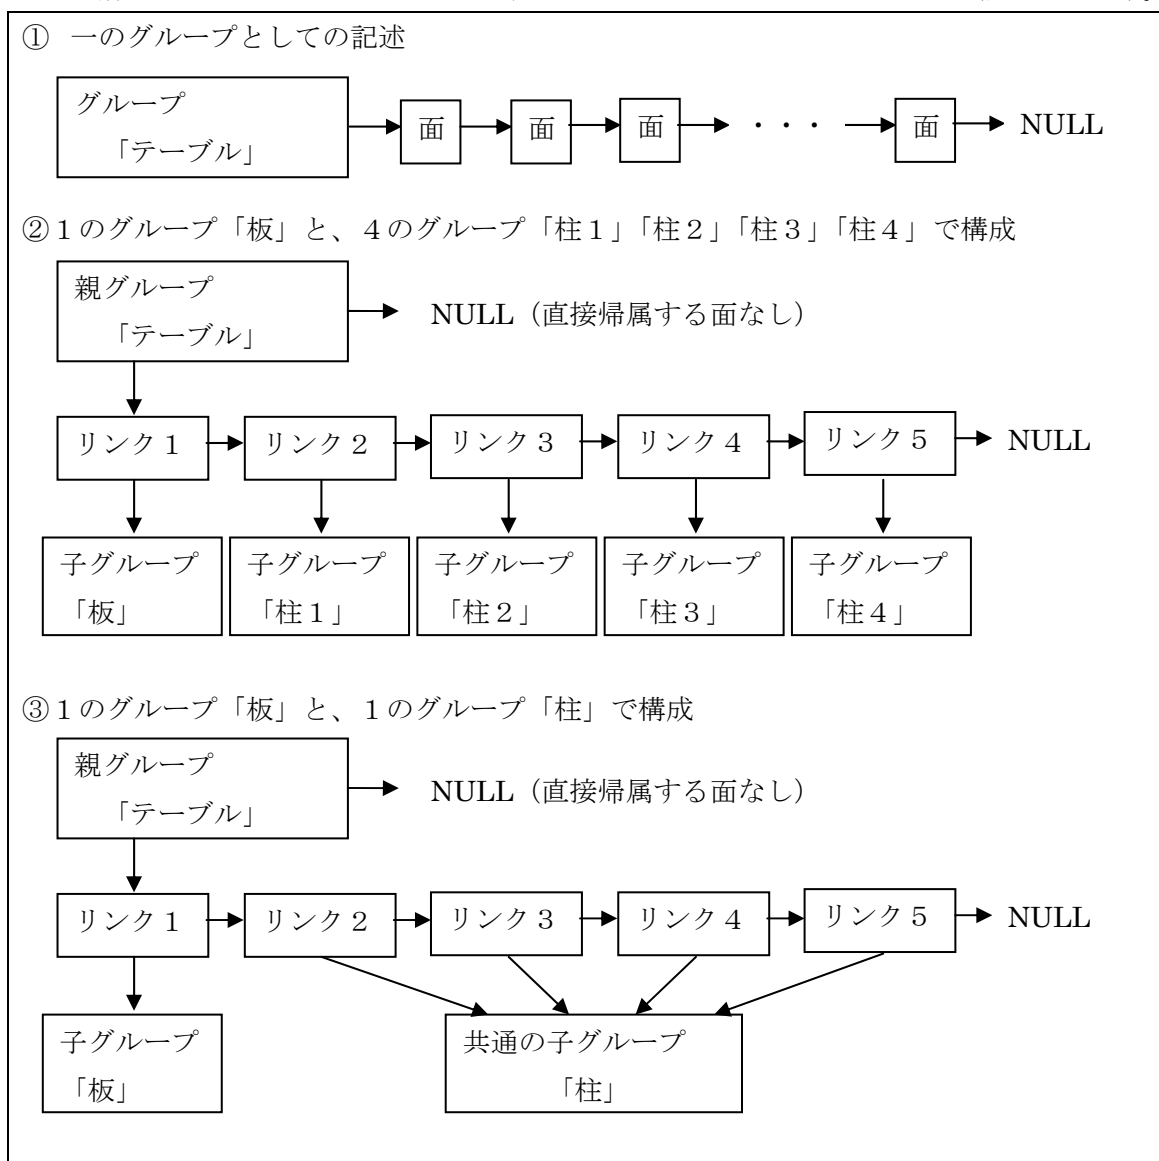 ① 一のグループとしての記述
グループ
「テーブル」
面 面 面 ・・・ 面 NULL
②１のグループ「板」と、４のグループ「柱１」「柱２」「柱３」「柱４」で構成
親グループ
「テーブル」
NULL（直接帰属する面なし）
リンク１ リンク２ リンク３ リンク４ リンク５ NULL
子グループ 子グループ 子グループ 子グループ 子グループ
「板」 「柱１」 「柱２」 「柱３」 「柱４」
③１のグループ「板」と、１のグループ「柱」で構成
親グループ
「テーブル」
NULL（直接帰属する面なし）
リンク１ リンク２ リンク３ リンク４ リンク５ NULL
子グループ 共通の子グループ
「板」 「柱」